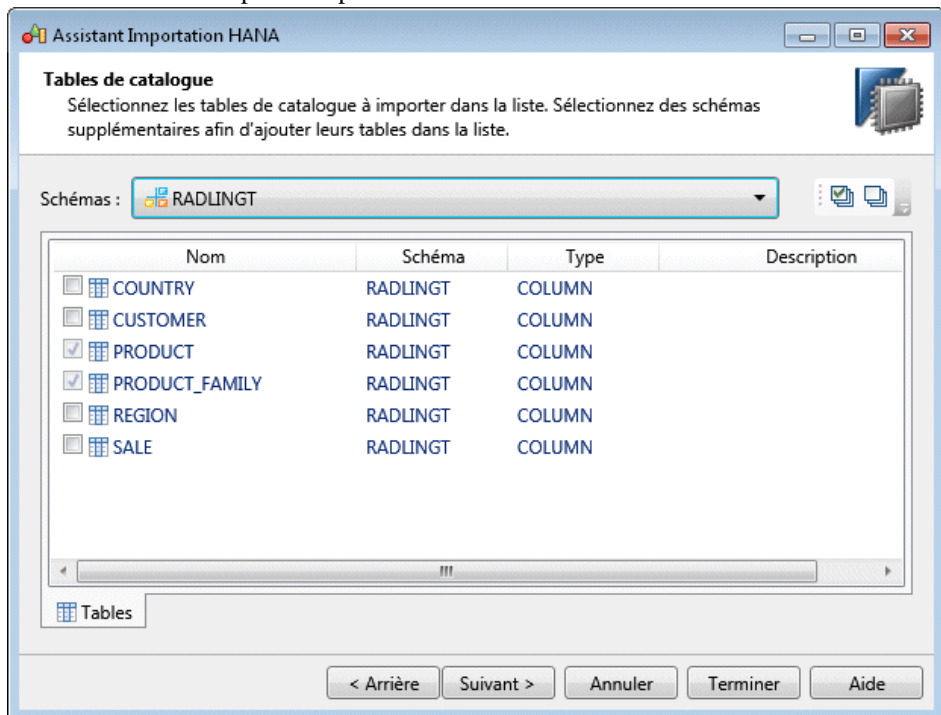 Assistant Importation HANA
Tables de catalogue
Sélectionnez les tables de catalogue à importer dans la liste. Sélectionnez des schémas
supplémentaires afin d'ajouter leurs tables dans la liste.
Schémas : RADLINGT
Nom Schéma Type Description
COUNTRY RADLINGT COLUMN
CUSTOMER RADLINGT COLUMN
PRODUCT RADLINGT COLUMN
PRODUCT_FAMILY RADLINGT COLUMN
REGION RADLINGT COLUMN
SALE RADLINGT COLUMN
Tables
< Arrière Suivant > Annuler Terminer Aide